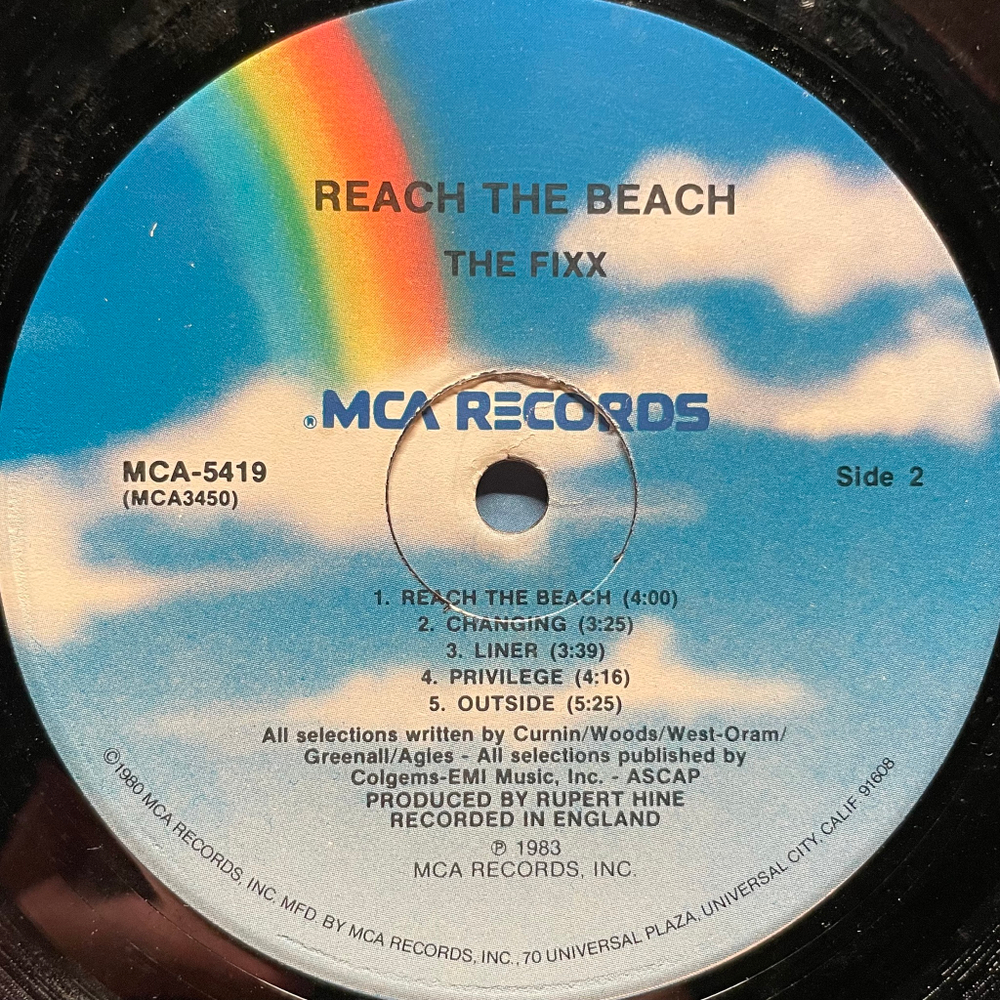 REACH THE BEACH
THE FIXX
® MCA RECORDS
MCA-5419
(MCA3450)
Side 2
1. REACH THE BEACH (4:00)
2. CHANGING (3:25)
3. LINER (3:39)
4. PRIVILEGE (4:16)
5. OUTSIDE (5:25)
All selections written by Curnin/Woods/West-Oram/
Greenall/Agies - All selections published by
Colgems-EMI Music, Inc. - ASCAP
PRODUCED BY RUPERT HINE
RECORDED IN ENGLAND
℗ 1983
MCA RECORDS, INC.
©1980 MCA RECORDS, INC. MFD. BY MCA RECORDS, INC., 70 UNIVERSAL PLAZA, UNIVERSAL CITY, CALIF. 91608